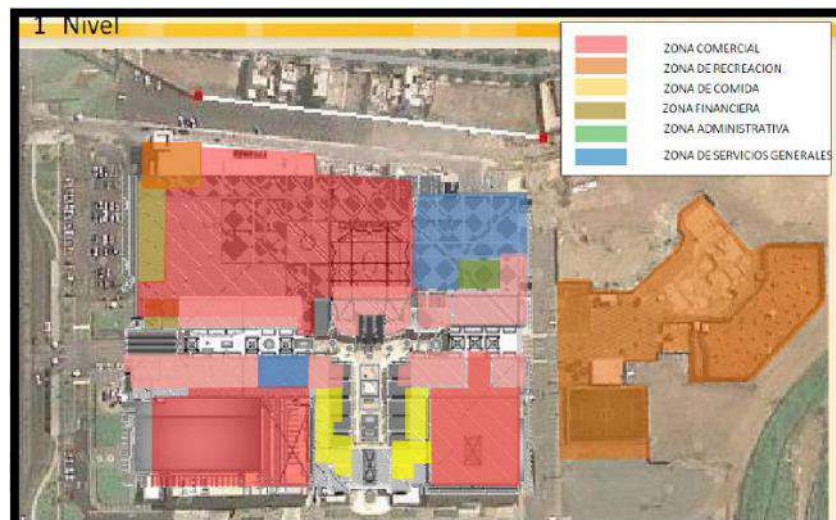 1 Nivel
ZONA COMERCIAL
ZONA DE RECREACION
ZONA DE COMIDA
ZONA FINANCIERA
ZONA ADMINISTRATIVA
ZONA DE SERVICIOS GENERALES